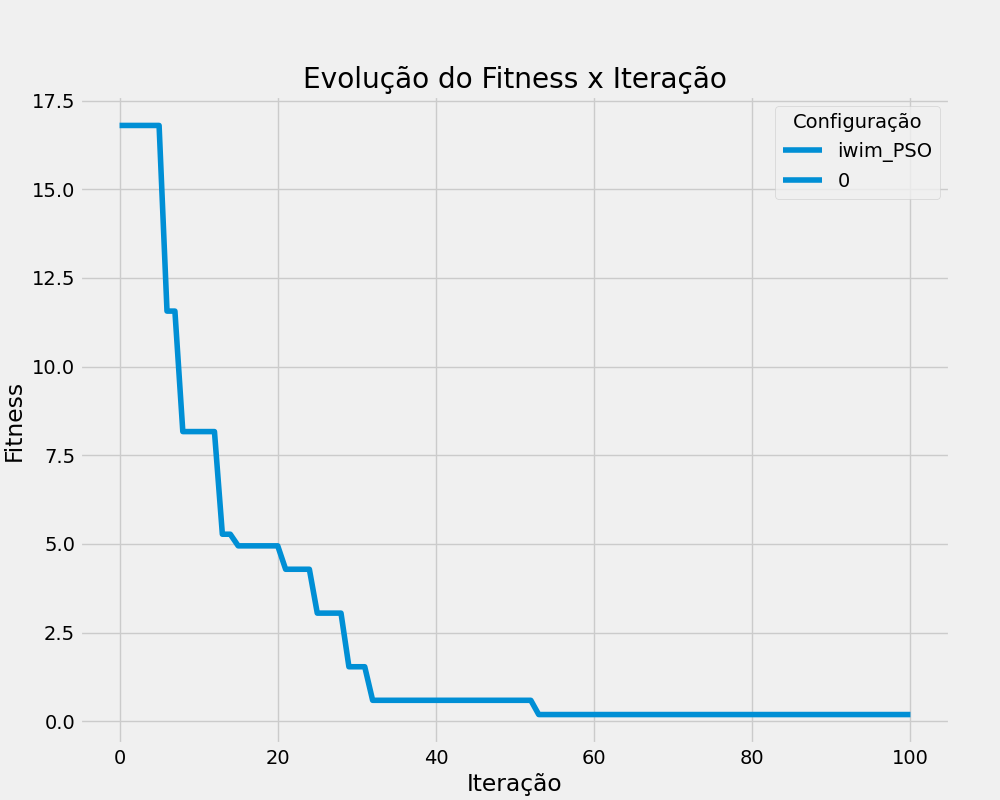 Evolução do Fitness x Iteração
Configuração
iwim_PSO
0
Fitness
17.5
15.0
12.5
10.0
7.5
5.0
2.5
0.0
0 20 40 60 80 100
Iteração